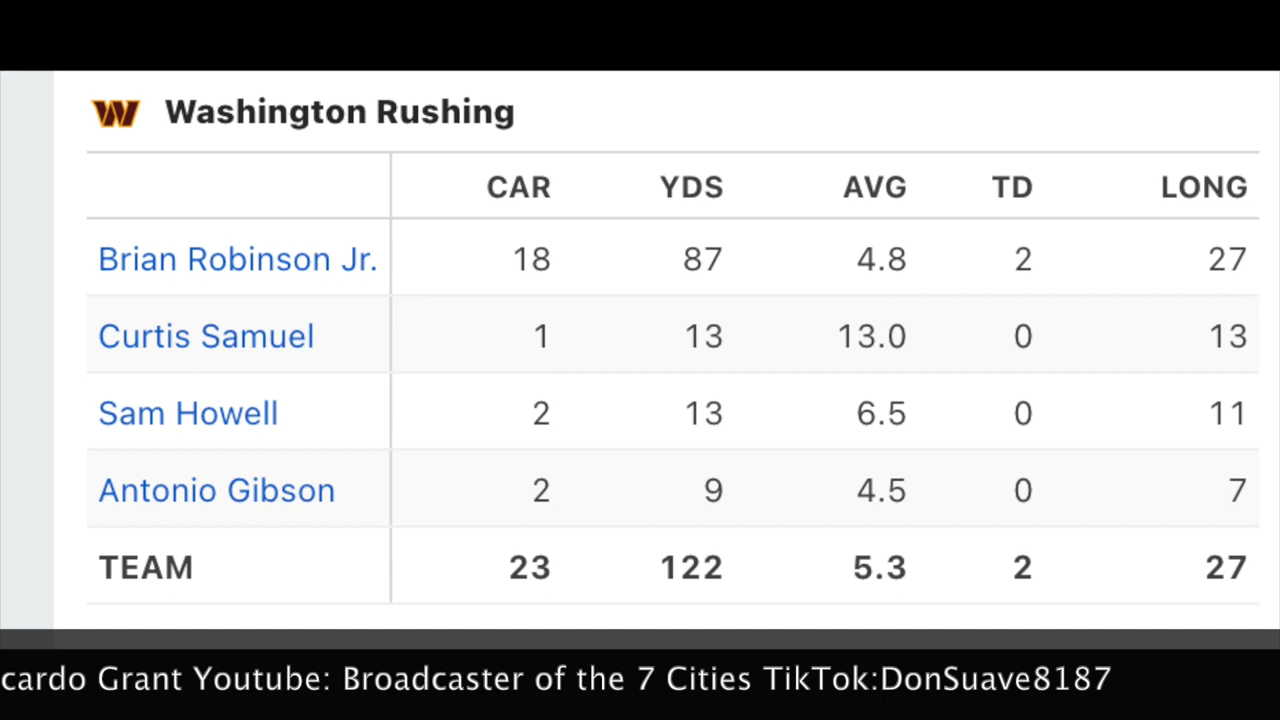 W Washington Rushing
CAR YDS AVG TD LONG
Brian Robinson Jr. 18 87 4.8 2 27
Curtis Samuel 1 13 13.0 0 13
Sam Howell 2 13 6.5 0 11
Antonio Gibson 2 9 4.5 0 7
TEAM 23 122 5.3 2 27
cardo Grant Youtube: Broadcaster of the 7 Cities TikTok:DonSuave8187